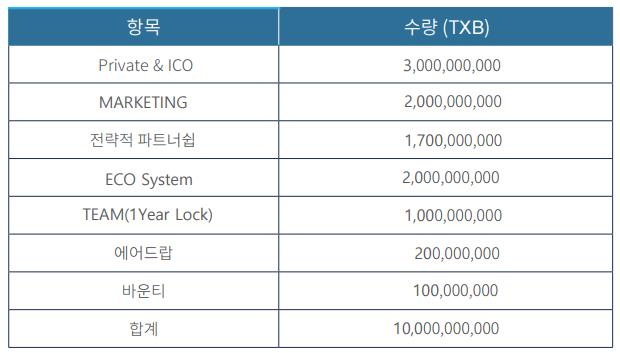 항목 수량 (TXB)
Private & ICO 3,000,000,000
MARKETING 2,000,000,000
전략적 파트너쉽 1,700,000,000
ECO System 2,000,000,000
TEAM(1Year Lock) 1,000,000,000
에어드랍 200,000,000
바운티 100,000,000
합계 10,000,000,000